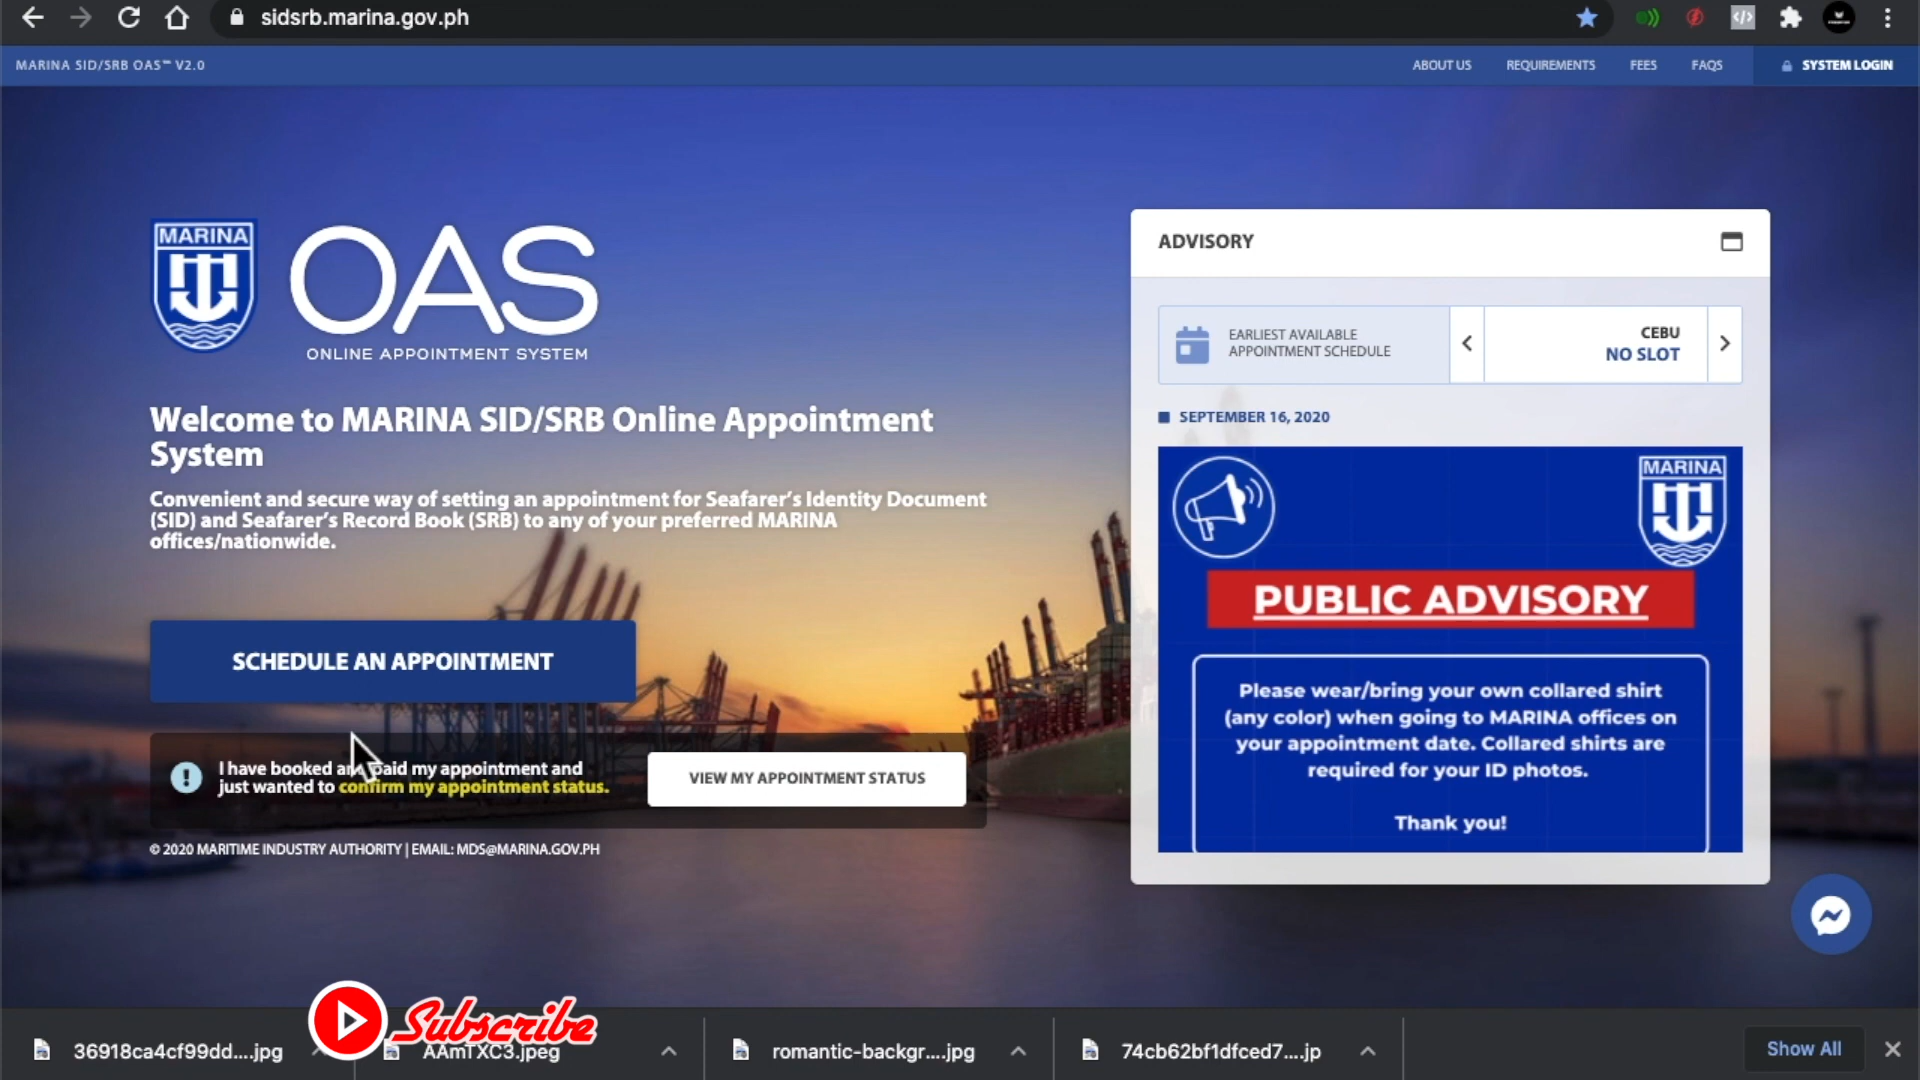 sidsrb.marina.gov.ph
MARINA SID/SRB OAS™ V2.0
ABOUT US
REQUIREMENTS
FEES
FAQS
SYSTEM LOGIN
MARINA
OAS
ONLINE APPOINTMENT SYSTEM
Welcome to MARINA SID/SRB Online Appointment
System
Convenient and secure way of setting an appointment for Seafarer's Identity Document
(SID) and Seafarer's Record Book (SRB) to any of your preferred MARINA
offices/nationwide.
SCHEDULE AN APPOINTMENT
I have booked and paid my appointment and
just wanted to confirm my appointment status.
VIEW MY APPOINTMENT STATUS
© 2020 MARITIME INDUSTRY AUTHORITY | EMAIL: MDS@MARINA.GOV.PH
ADVISORY
EARLIEST AVAILABLE
APPOINTMENT SCHEDULE
CEBU
NO SLOT
SEPTEMBER 16, 2020
MARINA
PUBLIC ADVISORY
Please wear/bring your own collared shirt
(any color) when going to MARINA offices on
your appointment date. Collared shirts are
required for your ID photos.
Thank you!
Subscribe
36918ca4cf99dd....jpg
AAmTXC3.jpeg
romantic-backgr....jpg
74cb62bf1dfced7....jp
Show All